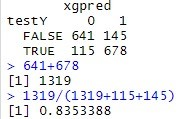 xgpred
testY 0 1
FALSE 641 145
TRUE 115 678
> 641+678
[1] 1319
> 1319/(1319+115+145)
[1] 0.8353388